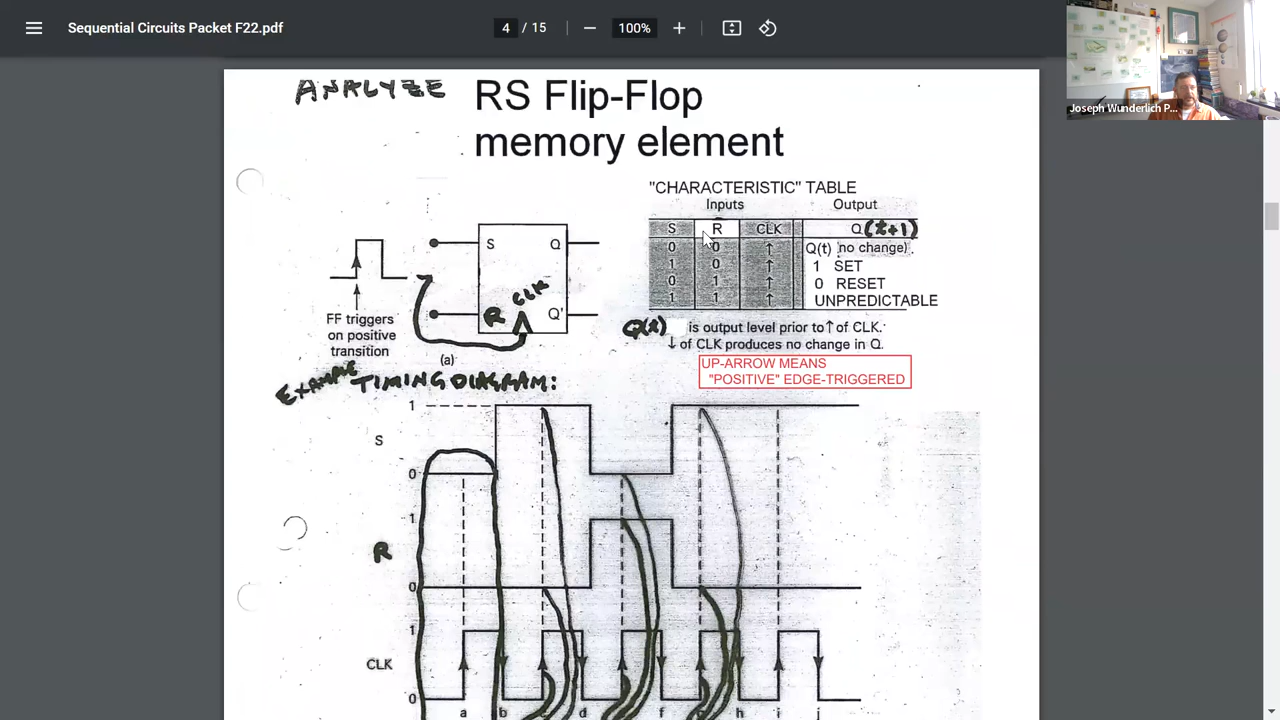 Sequential Circuits Packet F22.pdf
4 / 15
100%
Joseph Wunderlich P...
ANALYZE
RS Flip-Flop
memory element
"CHARACTERISTIC" TABLE
Inputs Output
S R CLK Q(t+1)
0 0 ↑ Q(t) (no change).
1 0 ↑ 1 SET
0 1 ↑ 0 RESET
1 1 ↑ UNPREDICTABLE
Q(t) is output level prior to ↑ of CLK.
↓ of CLK produces no change in Q.
UP-ARROW MEANS
"POSITIVE" EDGE-TRIGGERED
S Q
R CLK Q'
FF triggers
on positive
transition
(a)
EXAMPLE TIMING DIAGRAM:
1
S
0
1
R
0
1
CLK
0
a b c d f g h i j